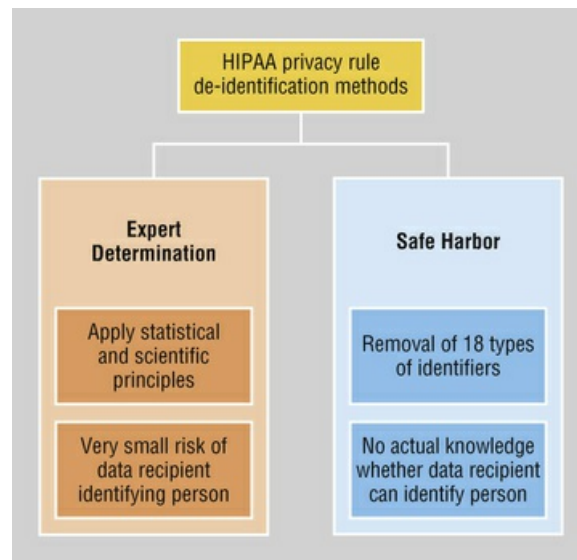 HIPAA privacy rule
de-identification methods
Expert
Determination
Apply statistical
and scientific
principles
Very small risk of
data recipient
identifying person
Safe Harbor
Removal of 18 types
of identifiers
No actual knowledge
whether data recipient
can identify person